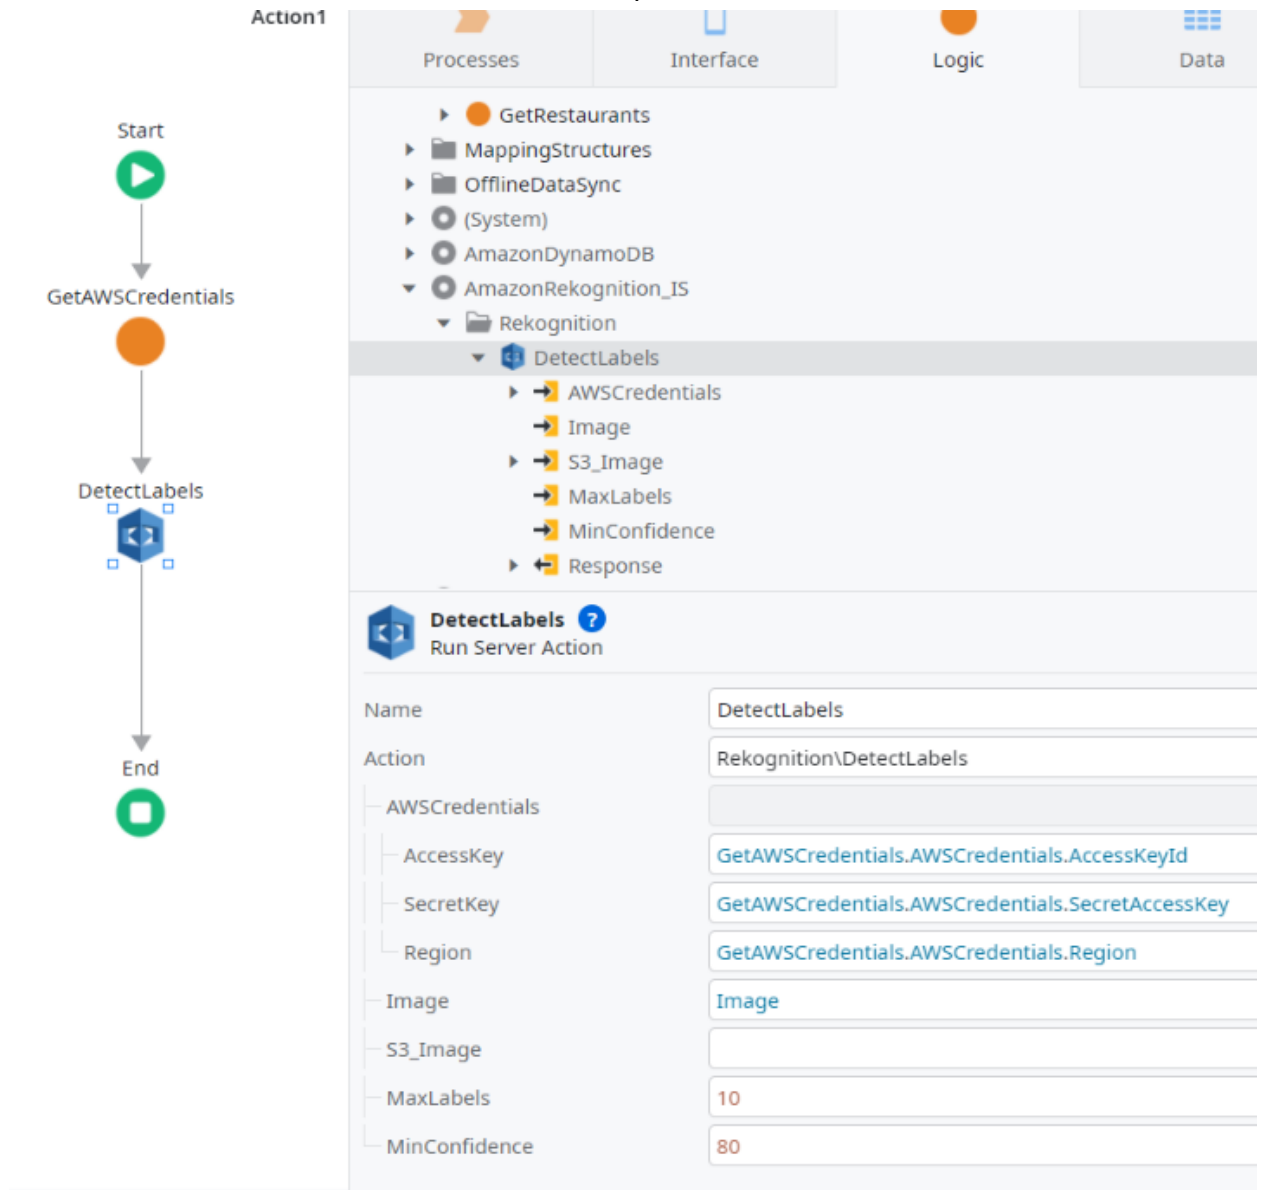 Action1
Start
GetAWSCredentials
DetectLabels
End
Processes
Interface
Logic
Data
GetRestaurants
MappingStructures
OfflineDataSync
(System)
AmazonDynamoDB
AmazonRekognition_IS
Rekognition
DetectLabels
AWSCredentials
Image
S3_Image
MaxLabels
MinConfidence
Response
DetectLabels ?
Run Server Action
Name DetectLabels
Action Rekognition\DetectLabels
AWSCredentials
AccessKey GetAWSCredentials.AWSCredentials.AccessKeyId
SecretKey GetAWSCredentials.AWSCredentials.SecretAccessKey
Region GetAWSCredentials.AWSCredentials.Region
Image Image
S3_Image
MaxLabels 10
MinConfidence 80